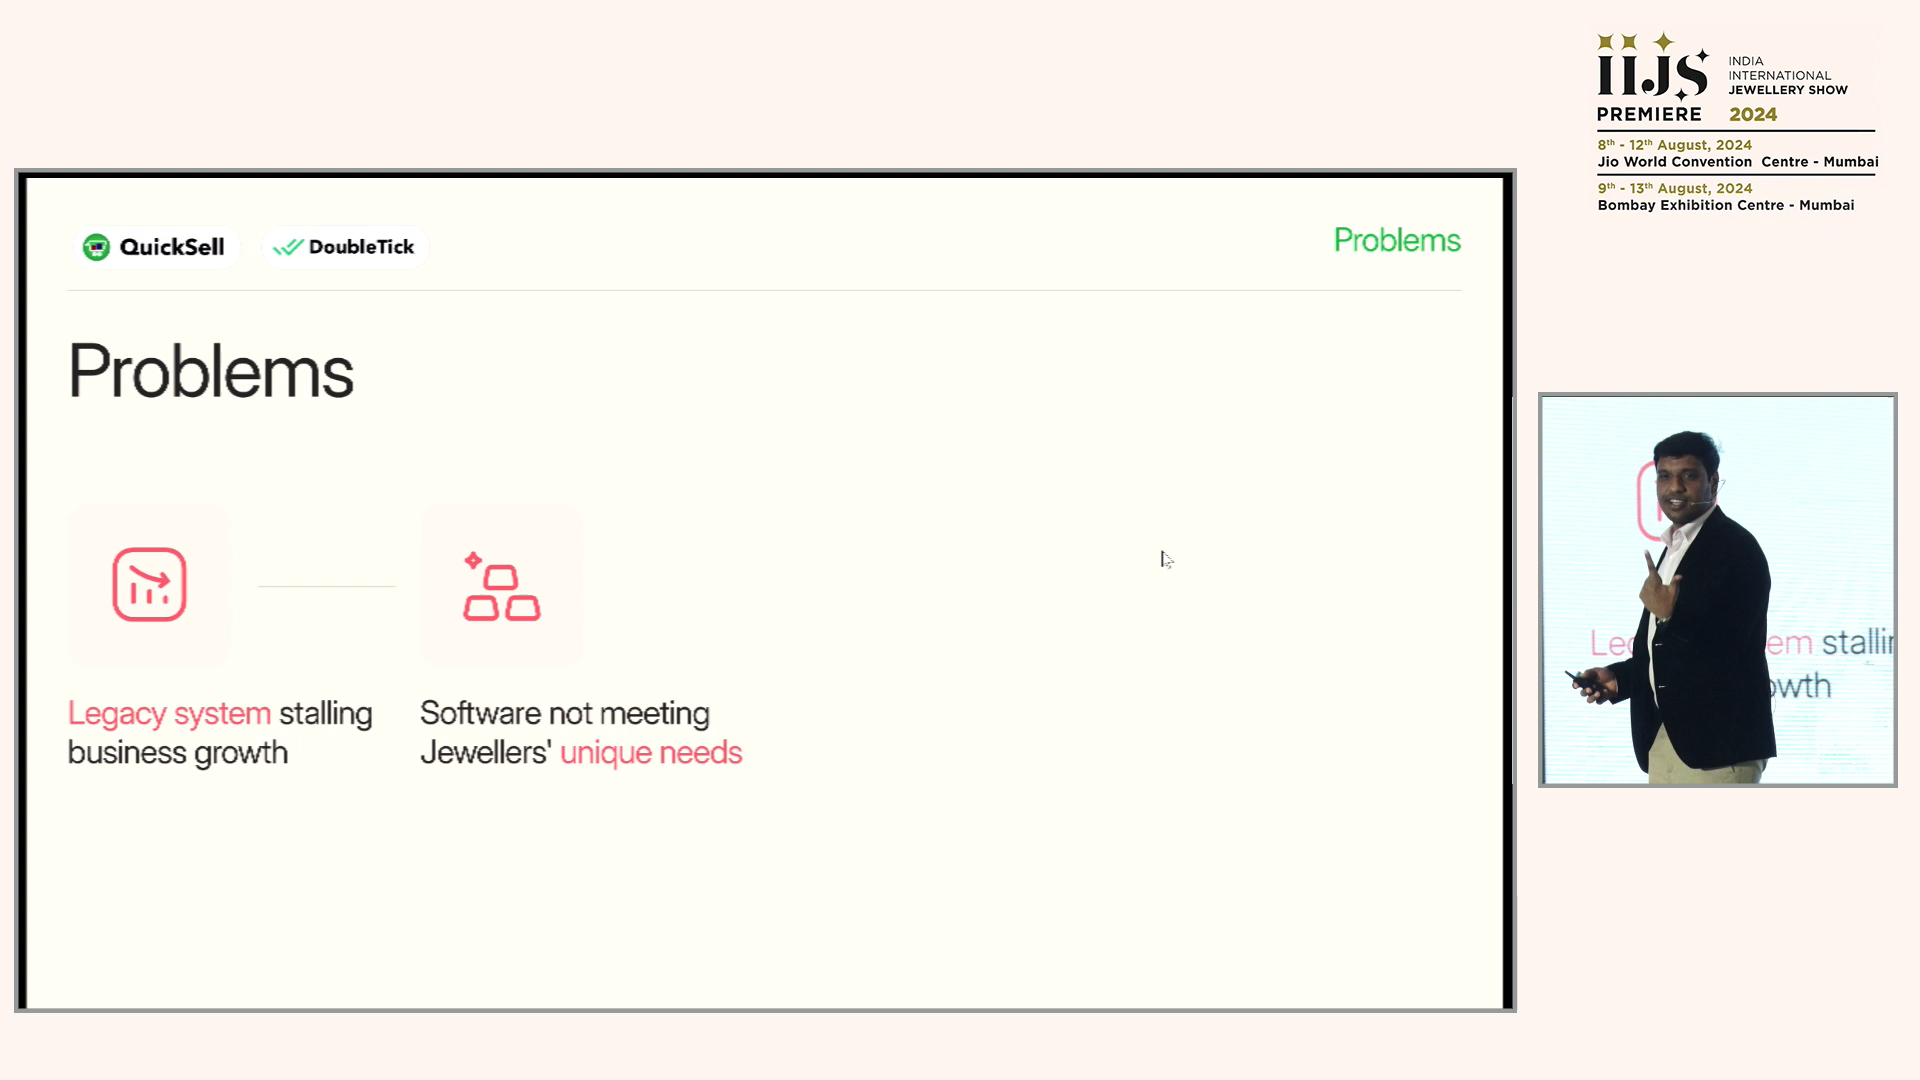 IIJS
INDIA
INTERNATIONAL
JEWELLERY SHOW
PREMIERE 2024
8th - 12th August, 2024
Jio World Convention Centre - Mumbai
9th - 13th August, 2024
Bombay Exhibition Centre - Mumbai
QuickSell
DoubleTick
Problems
Problems
Legacy system stalling
business growth
Software not meeting
Jewellers' unique needs